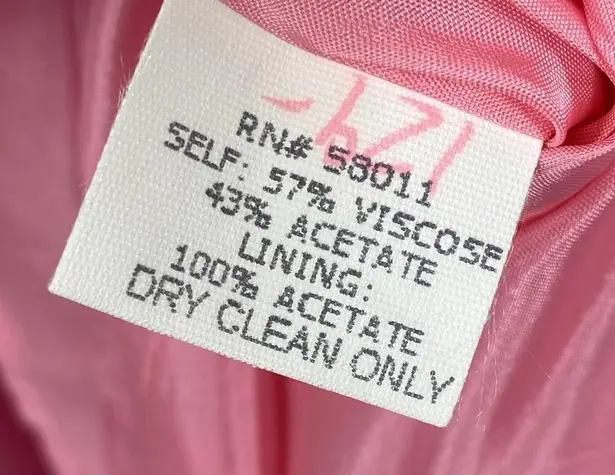 RN# 58011
SELF: 57% VISCOSE
43% ACETATE
LINING:
100% ACETATE
DRY CLEAN ONLY